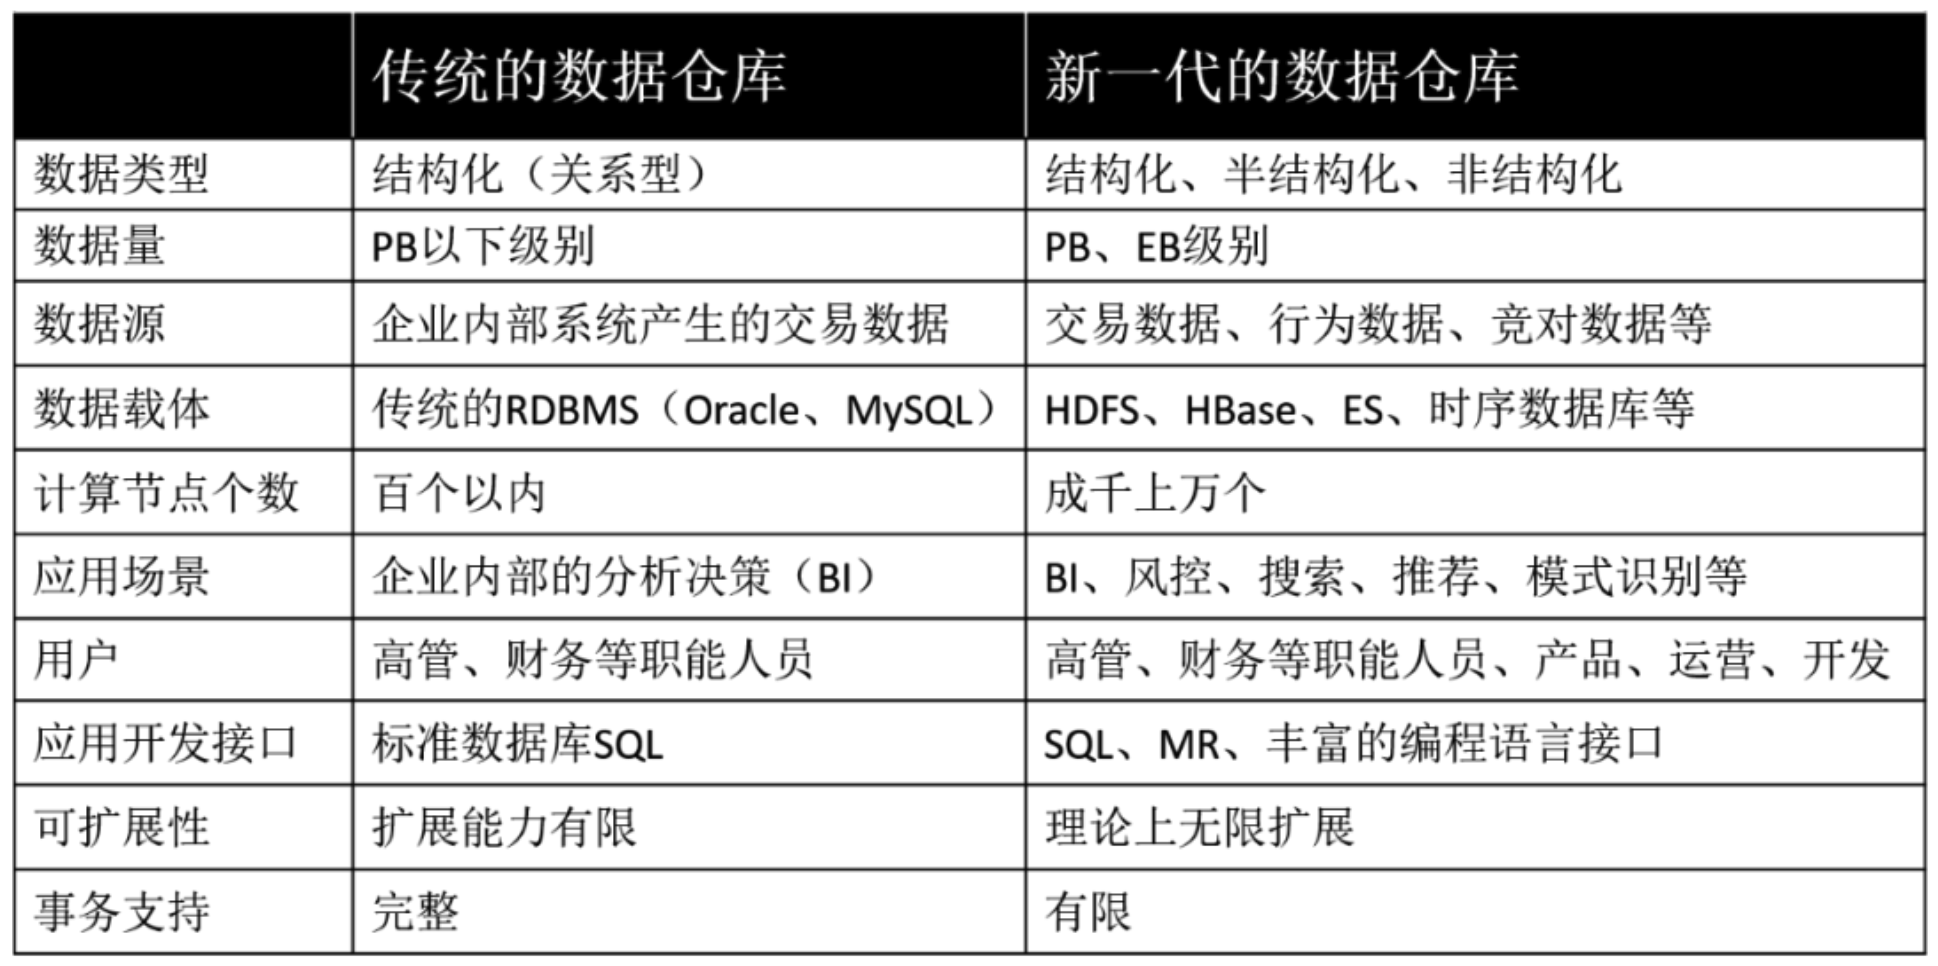 传统的数据仓库 新一代的数据仓库
数据类型 结构化（关系型） 结构化、半结构化、非结构化
数据量 PB以下级别 PB、EB级别
数据源 企业内部系统产生的交易数据 交易数据、行为数据、竞对数据等
数据载体 传统的RDBMS（Oracle、MySQL） HDFS、HBase、ES、时序数据库等
计算节点个数 百个以内 成千上万个
应用场景 企业内部的分析决策（BI） BI、风控、搜索、推荐、模式识别等
用户 高管、财务等职能人员 高管、财务等职能人员、产品、运营、开发
应用开发接口 标准数据库SQL SQL、MR、丰富的编程语言接口
可扩展性 扩展能力有限 理论上无限扩展
事务支持 完整 有限